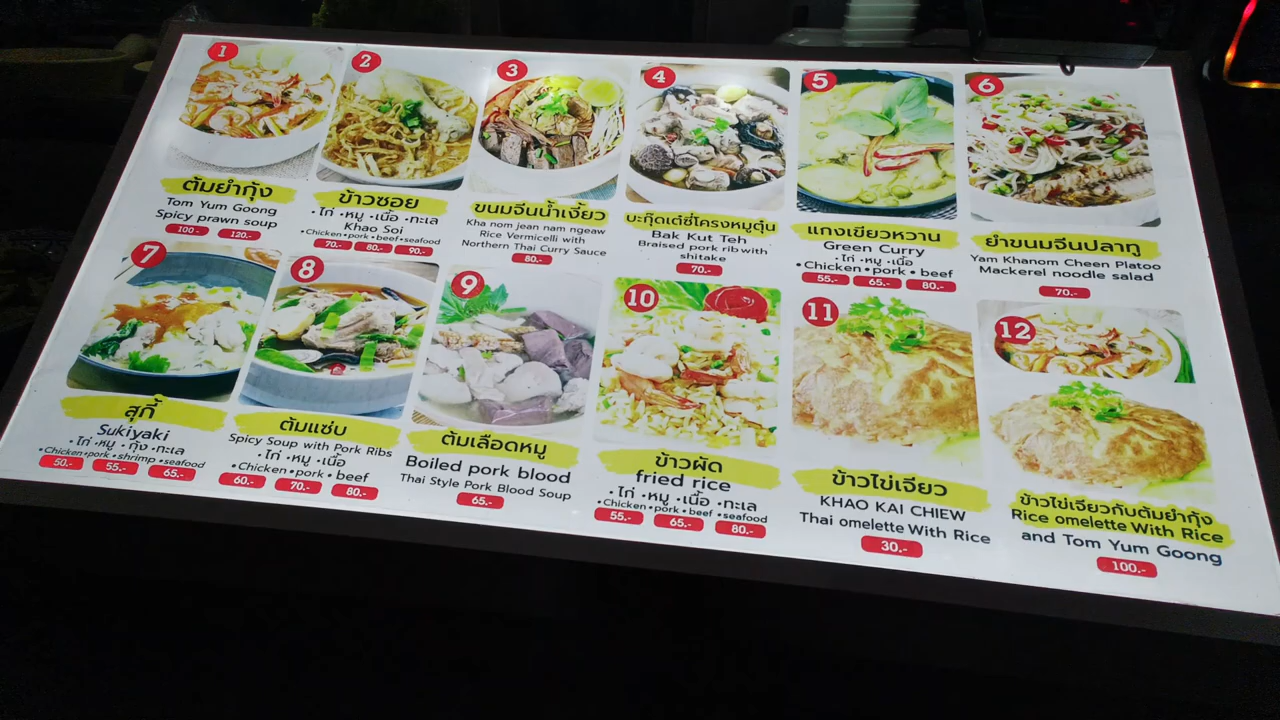 1
ต้มยำกุ้ง
Tom Yum Goong
Spicy prawn soup
100.- 120.-
2
ข้าวซอย
•ไก่ •หมู •เนื้อ •ทะเล
Khao Soi
•Chicken•pork•beef•seafood
70.- 80.- 90.-
3
ขนมจีนน้ำเงี้ยว
Kha nom jean nam ngeaw
Rice Vermicelli with
Northern Thai Curry Sauce
80.-
4
บะกุ๊ดเต๋ซี่โครงหมูตุ๋น
Bak Kut Teh
Braised pork rib with
shitake
70.-
5
แกงเขียวหวาน
Green Curry
•ไก่ •หมู •เนื้อ
•Chicken•pork•beef
55.- 65.- 80.-
6
ยำขนมจีนปลาทู
Yam Khanom Cheen Platoo
Mackerel noodle salad
70.-
7
สุกี้
Sukiyaki
•ไก่ •หมู •กุ้ง •ทะเล
•Chicken•pork•shrimp•seafood
50.- 55.- 65.-
8
ต้มแซ่บ
Spicy Soup with Pork Ribs
•ไก่ •หมู •เนื้อ
•Chicken•pork•beef
60.- 70.- 80.-
9
ต้มเลือดหมู
Boiled pork blood
Thai Style Pork Blood Soup
65.-
10
ข้าวผัด
fried rice
•ไก่ •หมู •เนื้อ •ทะเล
•Chicken•pork•beef•seafood
55.- 65.- 80.-
11
ข้าวไข่เจียว
KHAO KAI CHIEW
Thai omelette With Rice
30.-
12
ข้าวไข่เจียวกับต้มยำกุ้ง
Rice omelette With Rice
and Tom Yum Goong
100.-